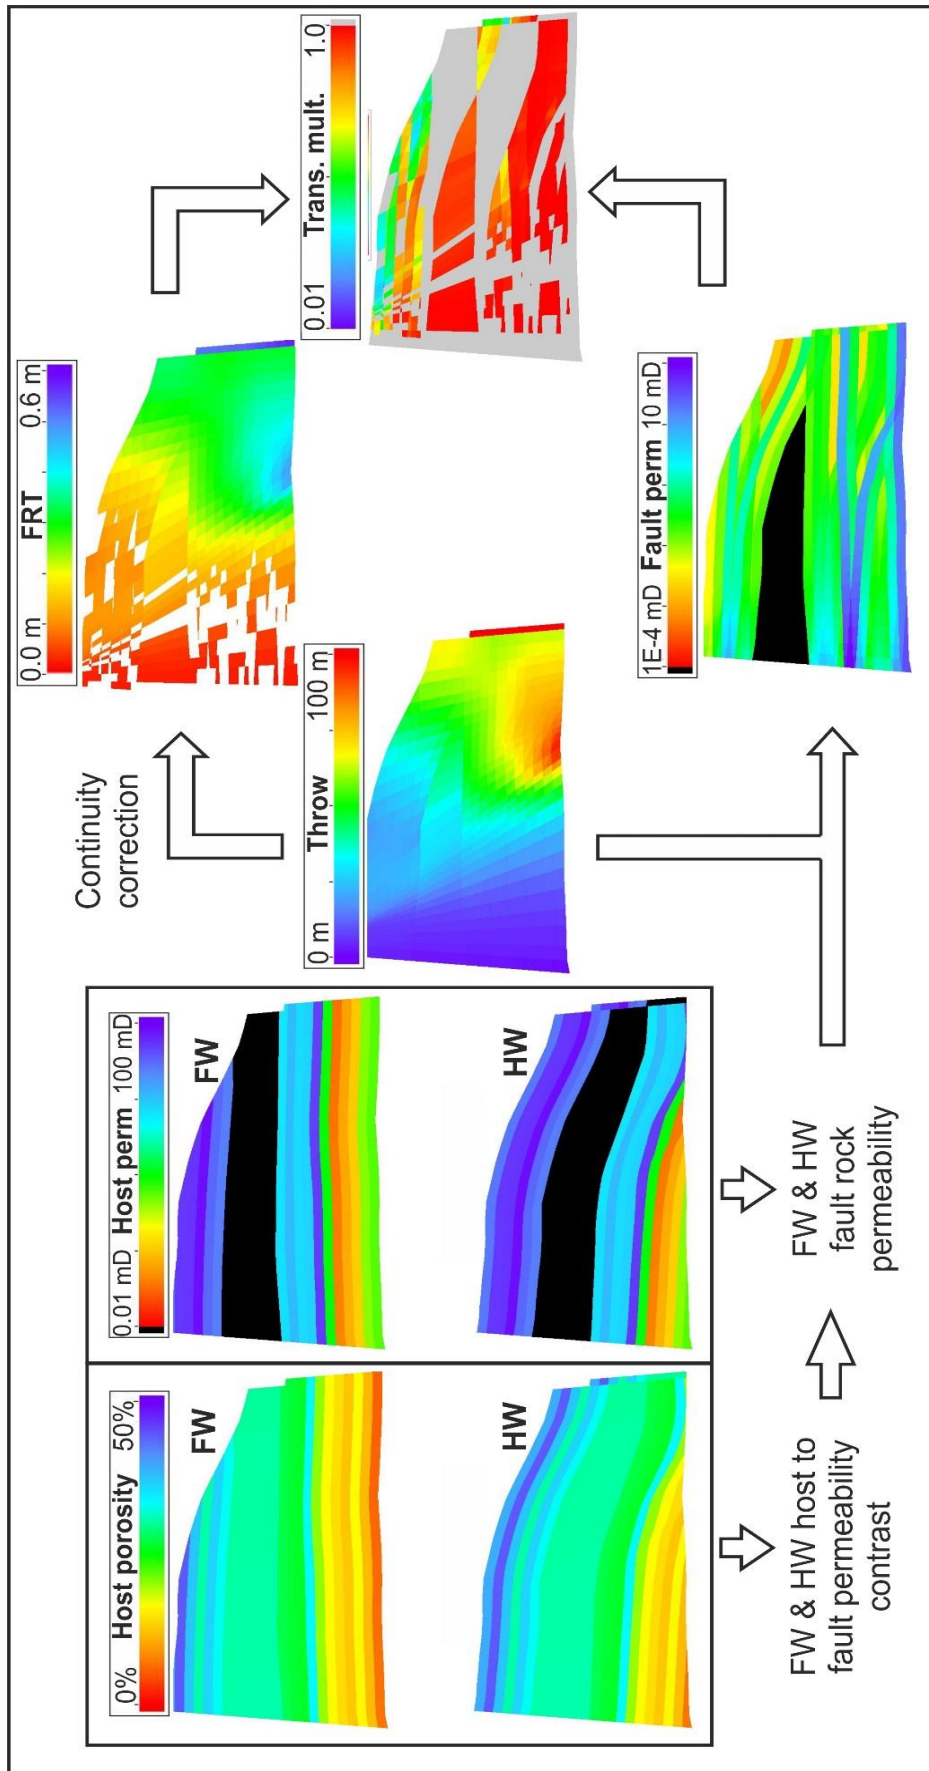 Host porosity
0% 50%
FW
HW
FW & HW host to
fault permeability
contrast
Host perm
0.01 mD 100 mD
FW
HW
FW & HW
fault rock
permeability
Continuity
correction
Throw
0 m 100 m
FRT
0.0 m 0.6 m
Fault perm
1E-4 mD 10 mD
Trans. mult.
0.01 1.0